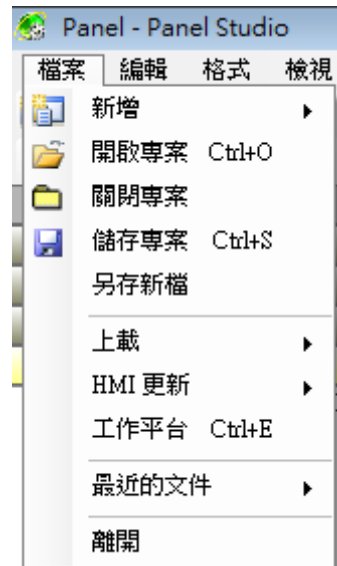 Panel - Panel Studio
檔案 編輯 格式 檢視
新增
開啟專案 Ctrl+O
關閉專案
儲存專案 Ctrl+S
另存新檔
上載
HMI 更新
工作平台 Ctrl+E
最近的文件
離開